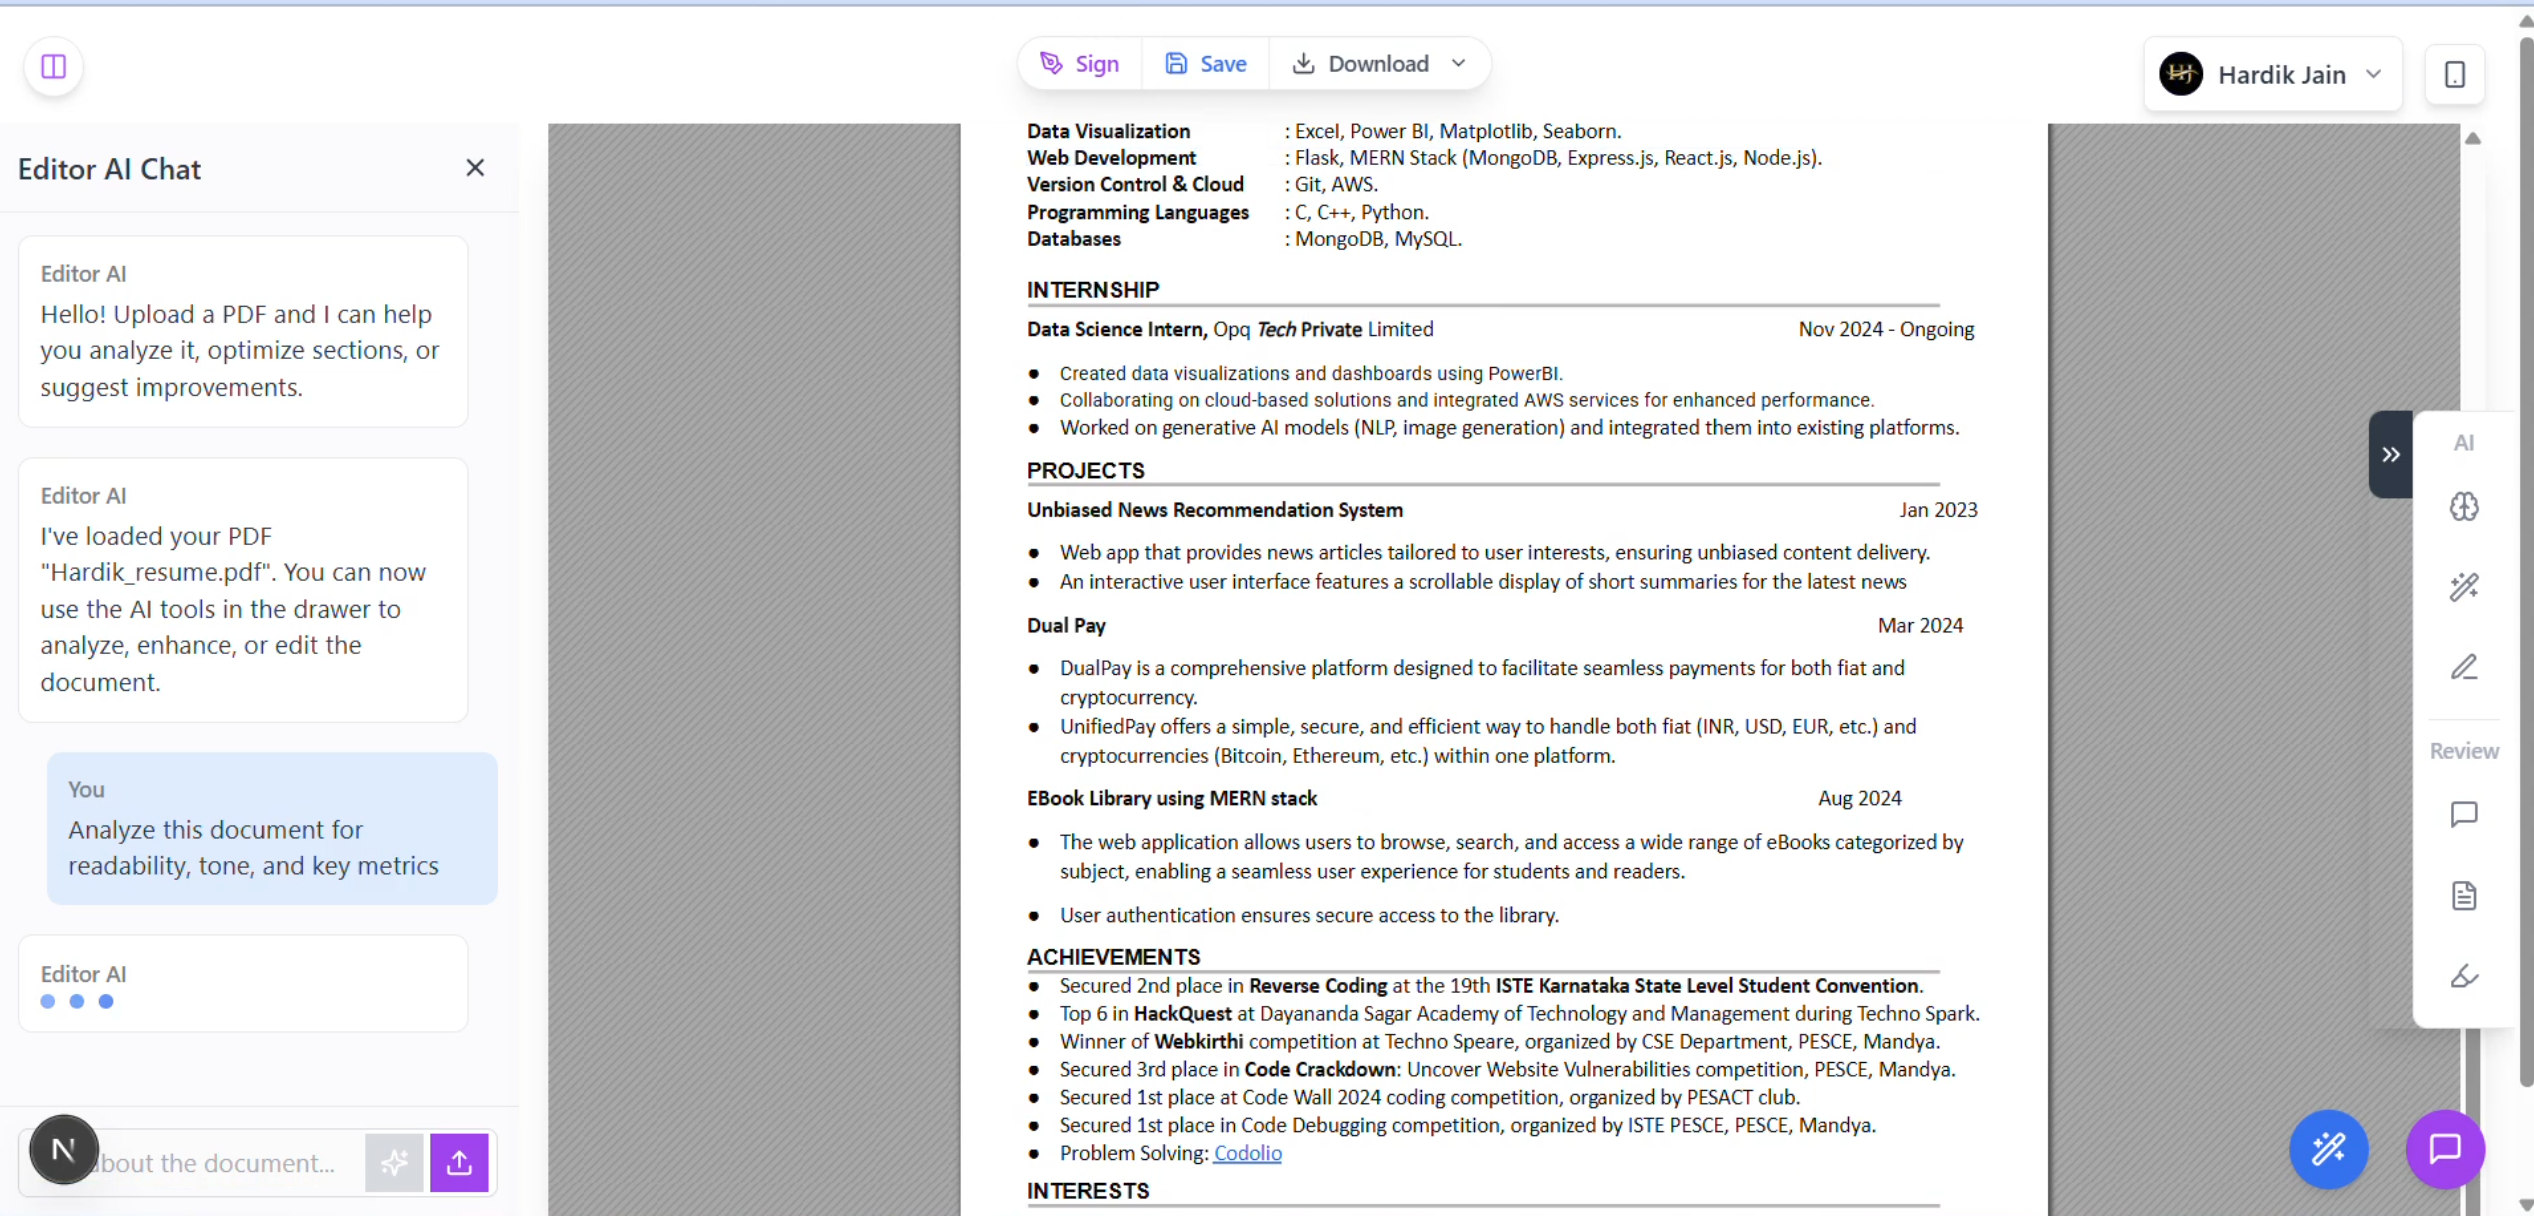 Sign
Save
Download
Hardik Jain
Editor AI Chat
Editor AI
Hello! Upload a PDF and I can help
you analyze it, optimize sections, or
suggest improvements.
Editor AI
I've loaded your PDF
"Hardik_resume.pdf". You can now
use the AI tools in the drawer to
analyze, enhance, or edit the
document.
You
Analyze this document for
readability, tone, and key metrics
Editor AI
N
bout the document...
Data Visualization : Excel, Power BI, Matplotlib, Seaborn.
Web Development : Flask, MERN Stack (MongoDB, Express.js, React.js, Node.js).
Version Control & Cloud : Git, AWS.
Programming Languages : C, C++, Python.
Databases : MongoDB, MySQL.
INTERNSHIP
Data Science Intern, Opq Tech Private Limited Nov 2024 - Ongoing
● Created data visualizations and dashboards using PowerBI.
● Collaborating on cloud-based solutions and integrated AWS services for enhanced performance.
● Worked on generative AI models (NLP, image generation) and integrated them into existing platforms.
PROJECTS
Unbiased News Recommendation System Jan 2023
● Web app that provides news articles tailored to user interests, ensuring unbiased content delivery.
● An interactive user interface features a scrollable display of short summaries for the latest news
Dual Pay Mar 2024
● DualPay is a comprehensive platform designed to facilitate seamless payments for both fiat and
cryptocurrency.
● UnifiedPay offers a simple, secure, and efficient way to handle both fiat (INR, USD, EUR, etc.) and
cryptocurrencies (Bitcoin, Ethereum, etc.) within one platform.
EBook Library using MERN stack Aug 2024
● The web application allows users to browse, search, and access a wide range of eBooks categorized by
subject, enabling a seamless user experience for students and readers.
● User authentication ensures secure access to the library.
ACHIEVEMENTS
● Secured 2nd place in Reverse Coding at the 19th ISTE Karnataka State Level Student Convention.
● Top 6 in HackQuest at Dayananda Sagar Academy of Technology and Management during Techno Spark.
● Winner of Webkirthi competition at Techno Speare, organized by CSE Department, PESCE, Mandya.
● Secured 3rd place in Code Crackdown: Uncover Website Vulnerabilities competition, PESCE, Mandya.
● Secured 1st place at Code Wall 2024 coding competition, organized by PESACT club.
● Secured 1st place in Code Debugging competition, organized by ISTE PESCE, PESCE, Mandya.
● Problem Solving: Codolio
INTERESTS
AI
Review